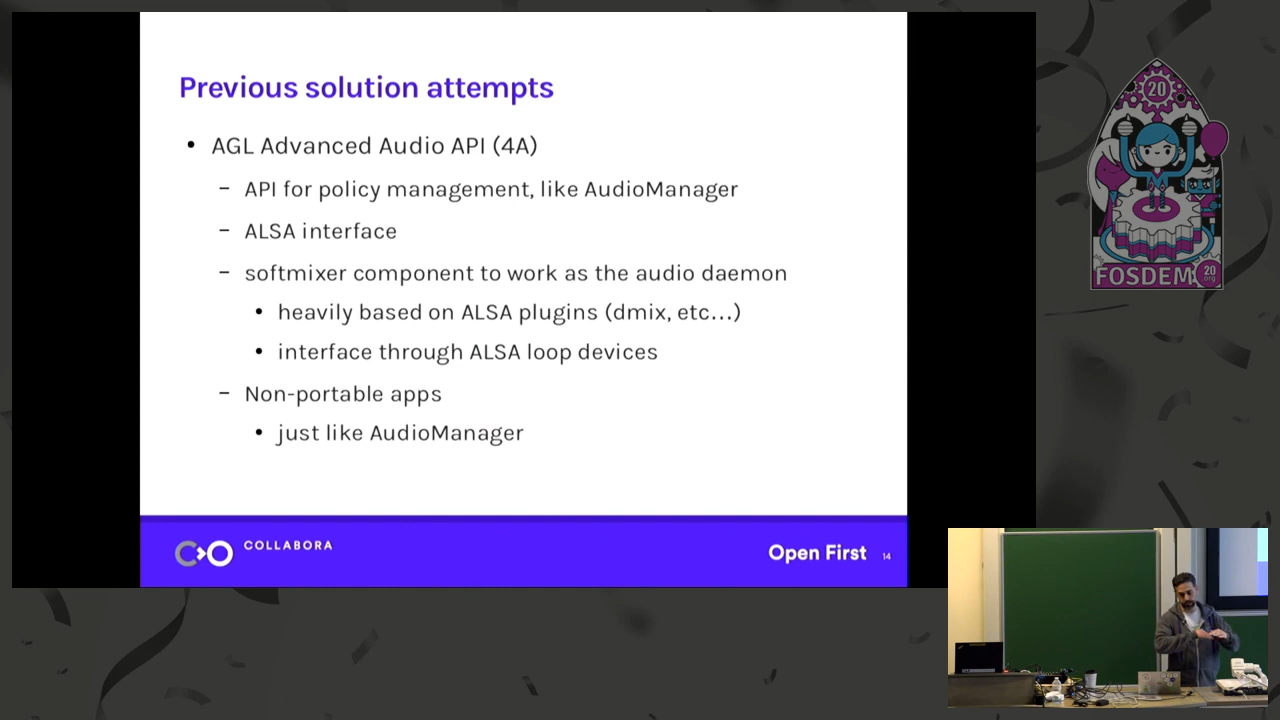 Previous solution attempts
• AGL Advanced Audio API (4A)
– API for policy management, like AudioManager
– ALSA interface
– softmixer component to work as the audio daemon
• heavily based on ALSA plugins (dmix, etc…)
• interface through ALSA loop devices
– Non-portable apps
• just like AudioManager
COLLABORA
Open First
14
20
FOSDEM
20
.org